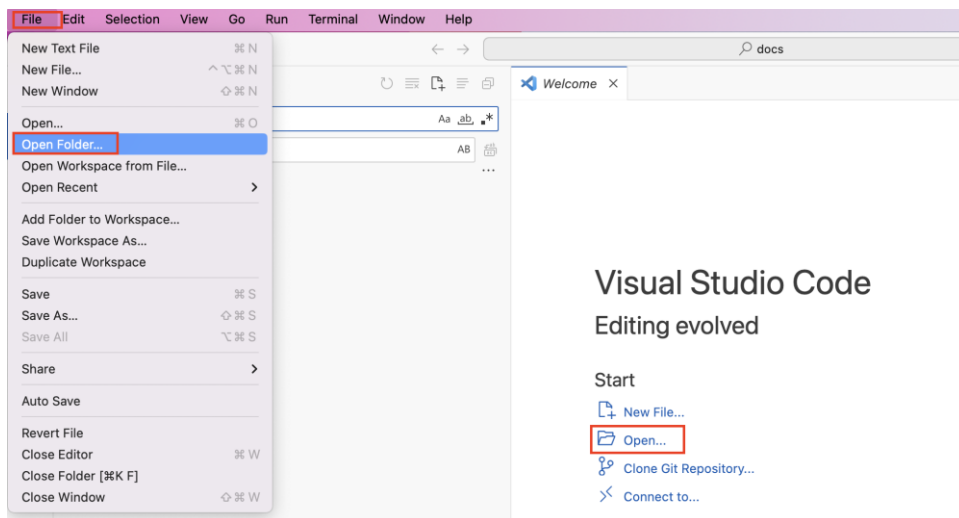 File Edit Selection View Go Run Terminal Window Help
New Text File ⌘ N
New File... ⌃⌥⌘ N
New Window ⇧⌘ N
Open... ⌘ O
Open Folder...
Open Workspace from File...
Open Recent
Add Folder to Workspace...
Save Workspace As...
Duplicate Workspace
Save ⌘ S
Save As... ⇧⌘ S
Save All ⌥⌘ S
Share
Auto Save
Revert File
Close Editor ⌘ W
Close Folder [⌘K F]
Close Window ⇧⌘ W
docs
Aa ab .*
AB
...
Welcome
Visual Studio Code
Editing evolved
Start
New File...
Open...
Clone Git Repository...
Connect to...